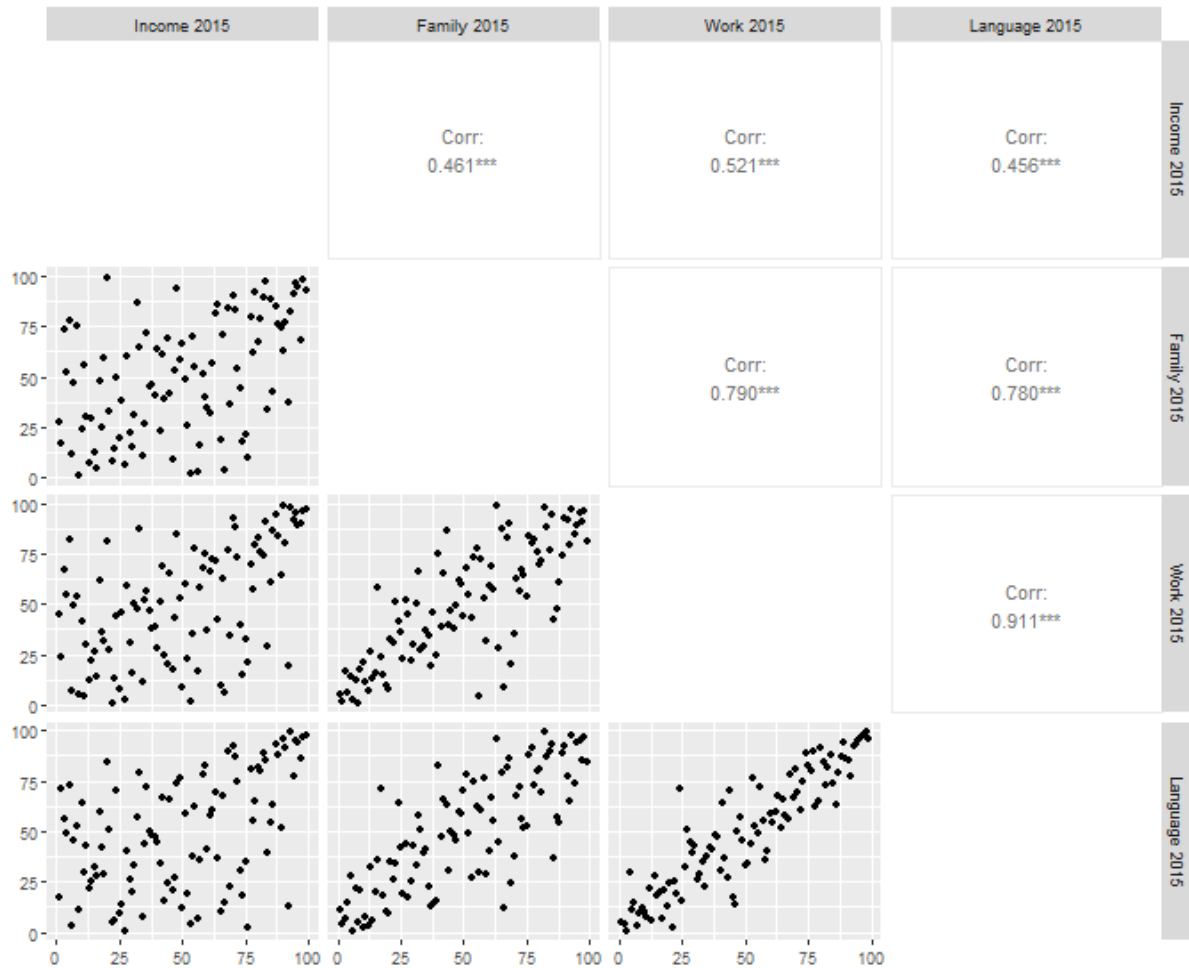 Income 2015 Family 2015 Work 2015 Language 2015
Corr: Corr: Corr:
0.461*** 0.521*** 0.456***
Income 2015
100
75
50
25
0
Corr: Corr:
0.790*** 0.780***
Family 2015
100
75
50
25
0
Corr:
0.911***
Work 2015
100
75
50
25
0
Language 2015
0 25 50 75 100 0 25 50 75 100 0 25 50 75 100